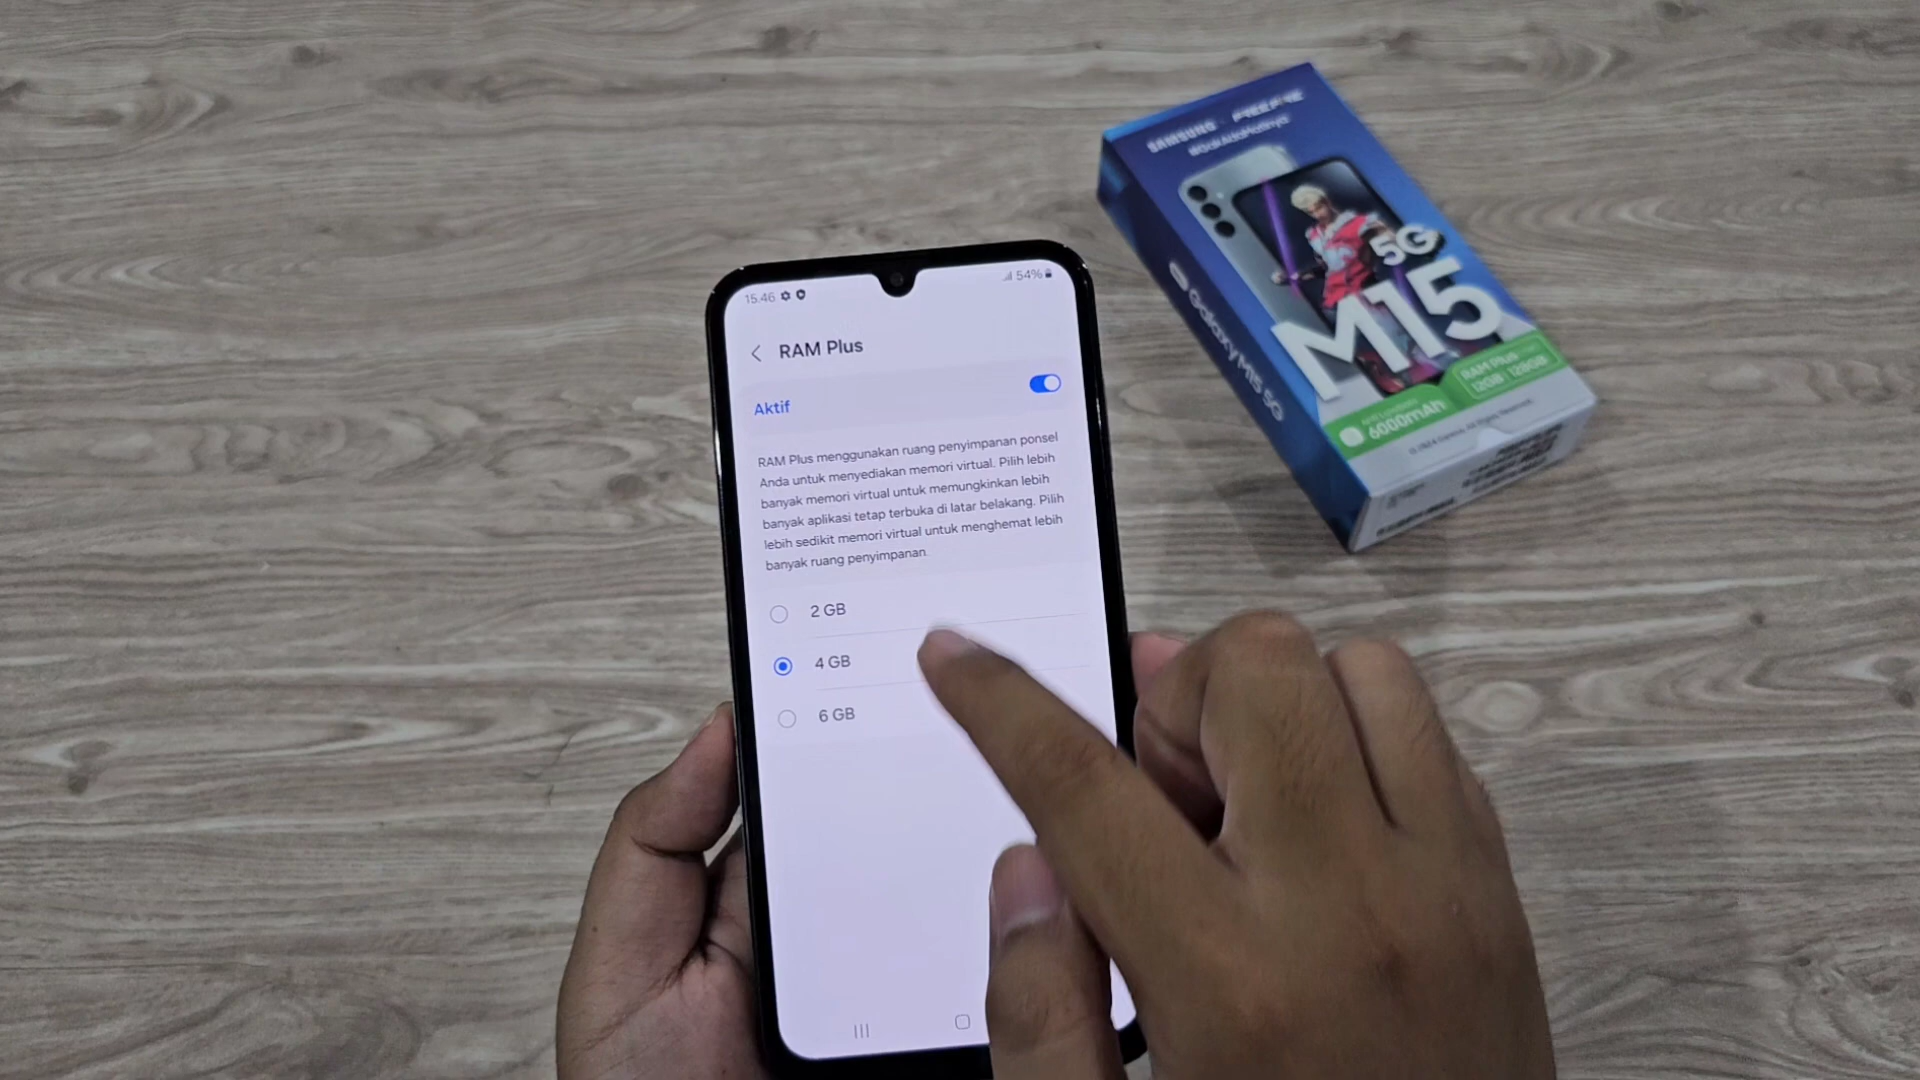 15.46
54%
RAM Plus
Aktif
RAM Plus menggunakan ruang penyimpanan ponsel
Anda untuk menyediakan memori virtual. Pilih lebih
banyak memori virtual untuk memungkinkan lebih
banyak aplikasi tetap terbuka di latar belakang. Pilih
lebih sedikit memori virtual untuk menghemat lebih
banyak ruang penyimpanan.
2 GB
4 GB
6 GB
SAMSUNG
5G
M15
Galaxy M15 5G
RAM Plus
12GB 128GB
6000mAh